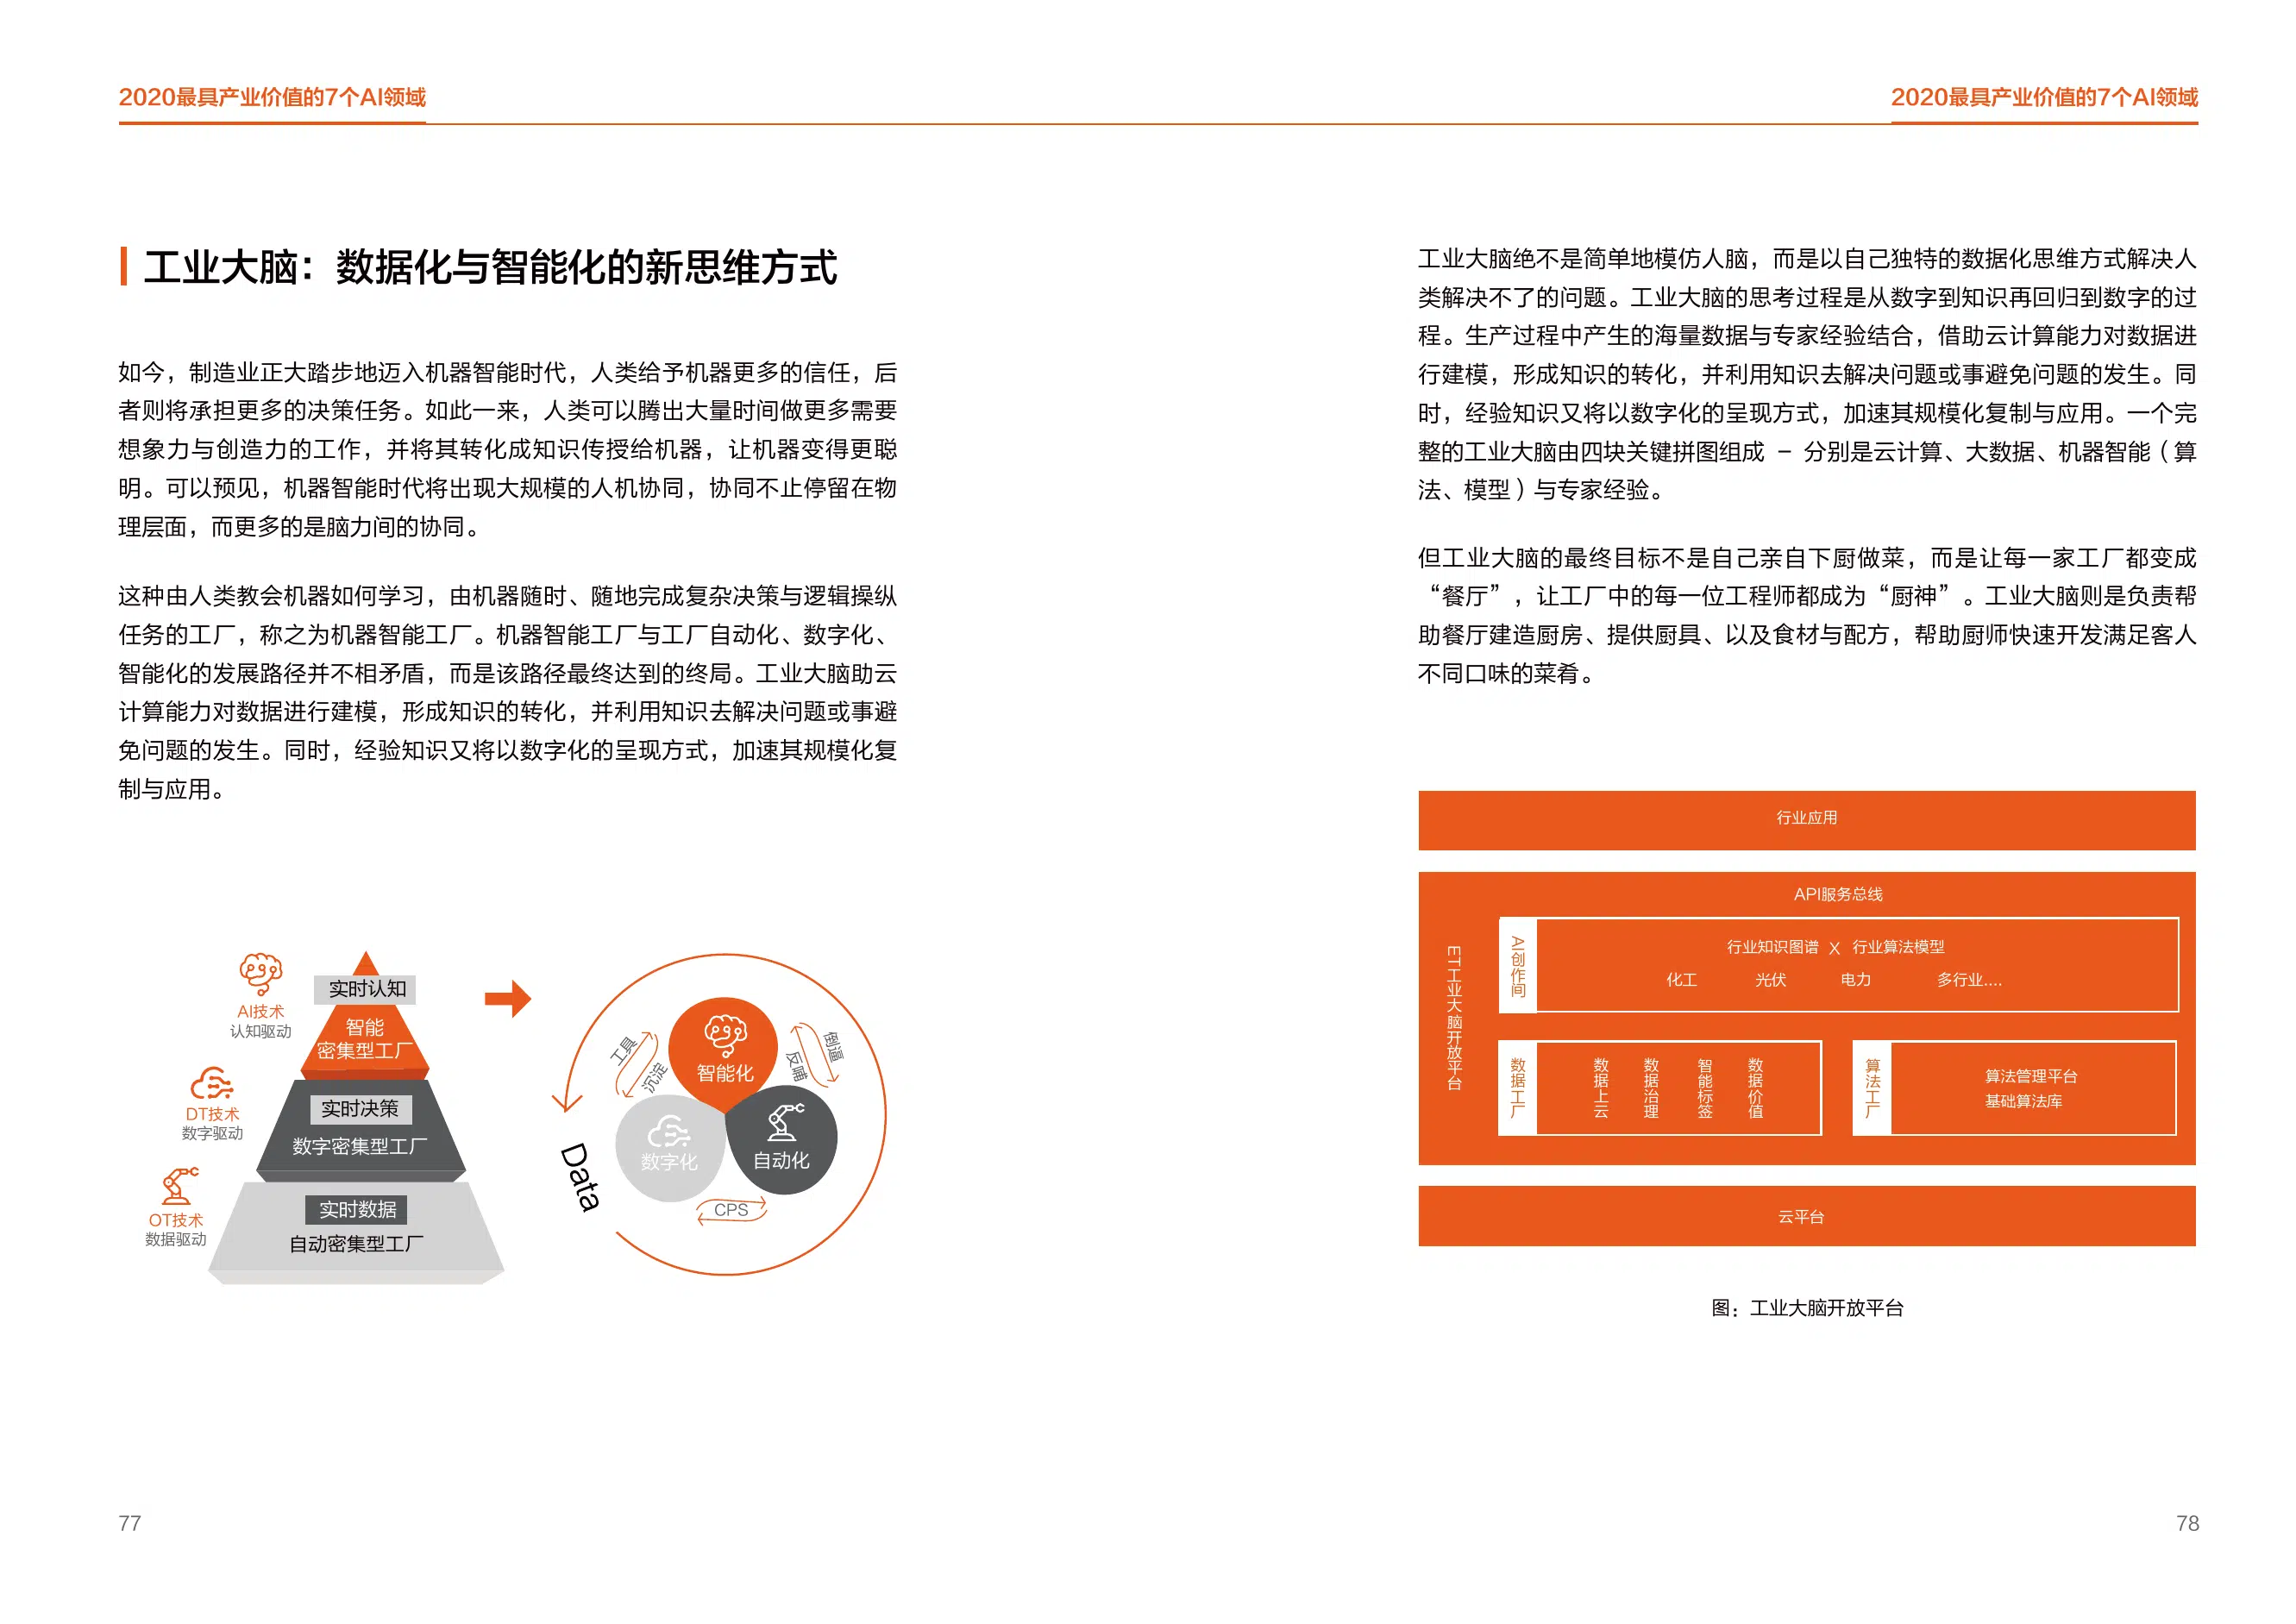 2020最具产业价值的7个AI领域
2020最具产业价值的7个AI领域
工业大脑：数据化与智能化的新思维方式
如今，制造业正大踏步地迈入机器智能时代，人类给予机器更多的信任，后
者则将承担更多的决策任务。如此一来，人类可以腾出大量时间做更多需要
想象力与创造力的工作，并将其转化成知识传授给机器，让机器变得更聪
明。可以预见，机器智能时代将出现大规模的人机协同，协同不止停留在物
理层面，而更多的是脑力间的协同。
这种由人类教会机器如何学习，由机器随时、随地完成复杂决策与逻辑操纵
任务的工厂，称之为机器智能工厂。机器智能工厂与工厂自动化、数字化、
智能化的发展路径并不相矛盾，而是该路径最终达到的终局。工业大脑助云
计算能力对数据进行建模，形成知识的转化，并利用知识去解决问题或事避
免问题的发生。同时，经验知识又将以数字化的呈现方式，加速其规模化复
制与应用。
AI技术
认知驱动
DT技术
数字驱动
OT技术
数据驱动
实时认知
智能
密集型工厂
实时决策
数字密集型工厂
实时数据
自动密集型工厂
工具
沉淀
倒逼
反哺
智能化
数字化
自动化
CPS
Data
77
工业大脑绝不是简单地模仿人脑，而是以自己独特的数据化思维方式解决人
类解决不了的问题。工业大脑的思考过程是从数字到知识再回归到数字的过
程。生产过程中产生的海量数据与专家经验结合，借助云计算能力对数据进
行建模，形成知识的转化，并利用知识去解决问题或事避免问题的发生。同
时，经验知识又将以数字化的呈现方式，加速其规模化复制与应用。一个完
整的工业大脑由四块关键拼图组成 – 分别是云计算、大数据、机器智能（算
法、模型）与专家经验。
但工业大脑的最终目标不是自己亲自下厨做菜，而是让每一家工厂都变成
“餐厅”，让工厂中的每一位工程师都成为“厨神”。工业大脑则是负责帮
助餐厅建造厨房、提供厨具、以及食材与配方，帮助厨师快速开发满足客人
不同口味的菜肴。
行业应用
API服务总线
ET工业大脑开放平台
AI创作间
行业知识图谱 X 行业算法模型
化工 光伏 电力 多行业....
数据工厂
数据上云
数据治理
智能标签
数据价值
算法工厂
算法管理平台
基础算法库
云平台
图：工业大脑开放平台
78